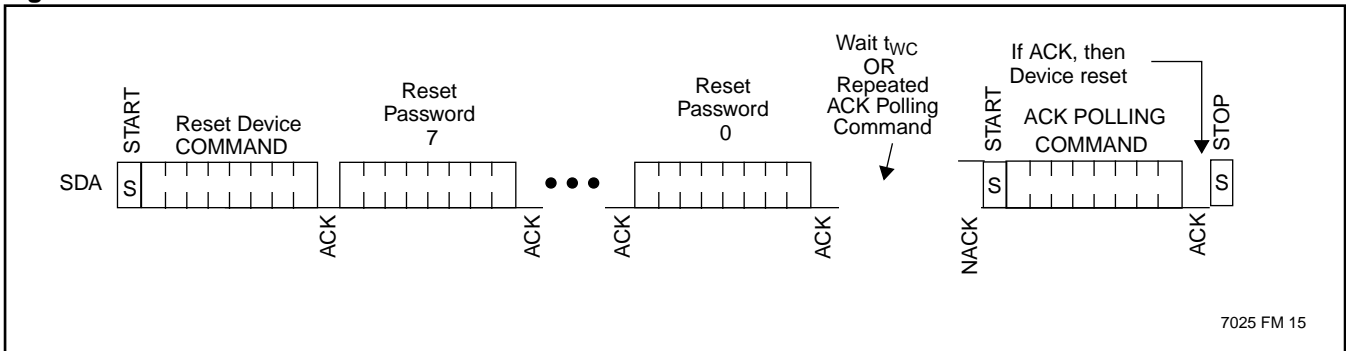 Wait tWC
OR
Repeated
ACK Polling
Command
If ACK, then
Device reset
START
Reset Device
COMMAND
Reset
Password
7
Reset
Password
0
START
ACK POLLING
COMMAND
STOP
SDA
S
S
S
ACK
ACK
ACK
ACK
NACK
ACK
7025 FM 15